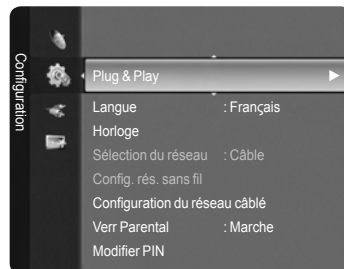 Configuration
Plug & Play
Langue : Français
Horloge
Sélection du réseau : Câble
Config. rés. sans fil
Configuration du réseau câblé
Verr Parental : Marche
Modifier PIN